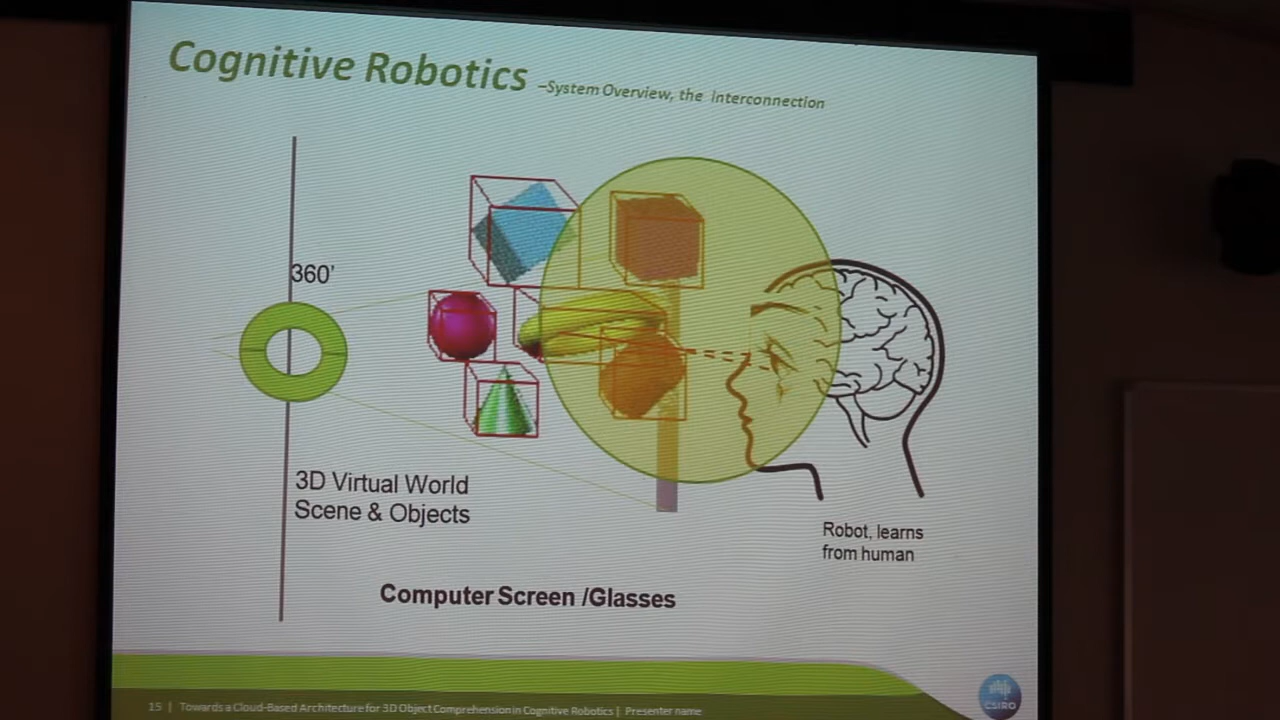 Cognitive Robotics –System Overview, the Interconnection
360'
3D Virtual World
Scene & Objects
Robot, learns
from human
Computer Screen /Glasses
15 | Towards a Cloud-Based Architecture for 3D Object Comprehension in Cognitive Robotics | Presenter name
CSIRO